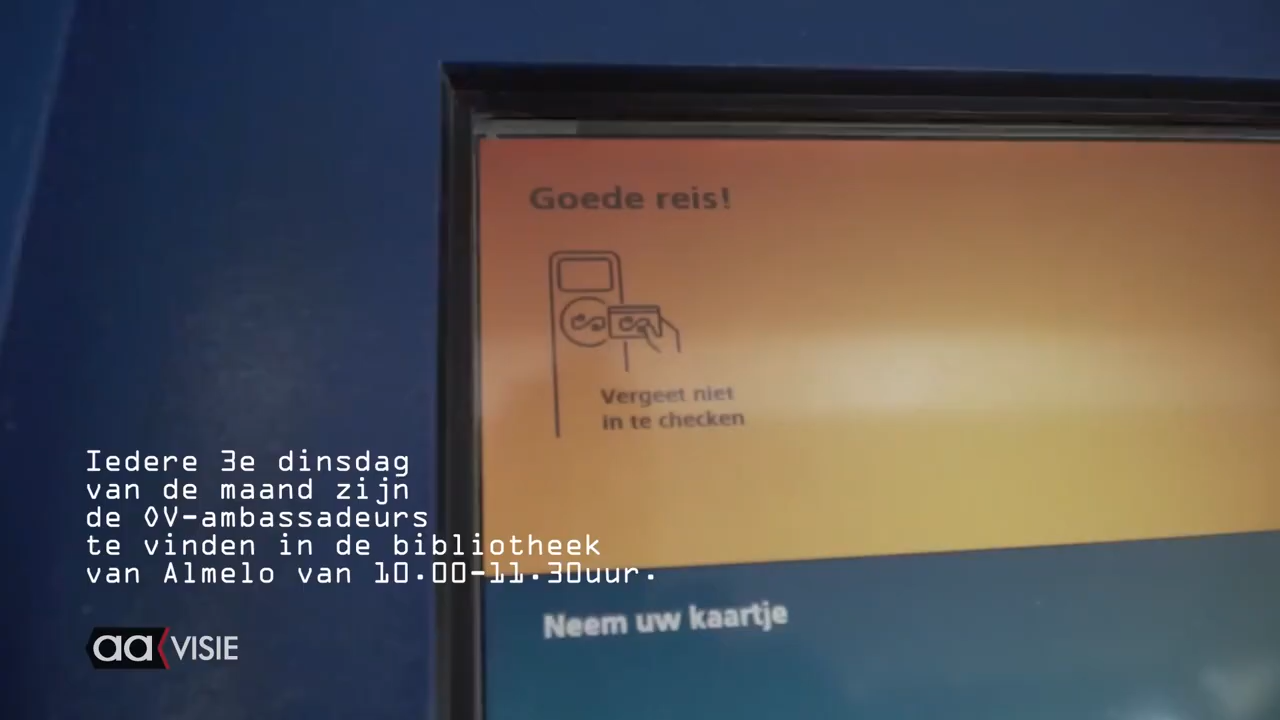 Goede reis!
Vergeet niet
in te checken
Iedere 3e dinsdag
van de maand zijn
de OV-ambassadeurs
te vinden in de bibliotheek
van Almelo van 10.00-11.30uur.
Neem uw kaartje
aa VISIE